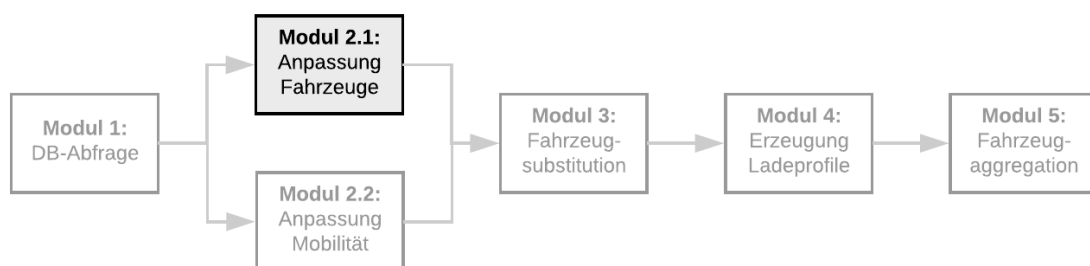 Modul 1:
DB-Abfrage
Modul 2.1:
Anpassung
Fahrzeuge
Modul 2.2:
Anpassung
Mobilität
Modul 3:
Fahrzeug-
substitution
Modul 4:
Erzeugung
Ladeprofile
Modul 5:
Fahrzeug-
aggregation